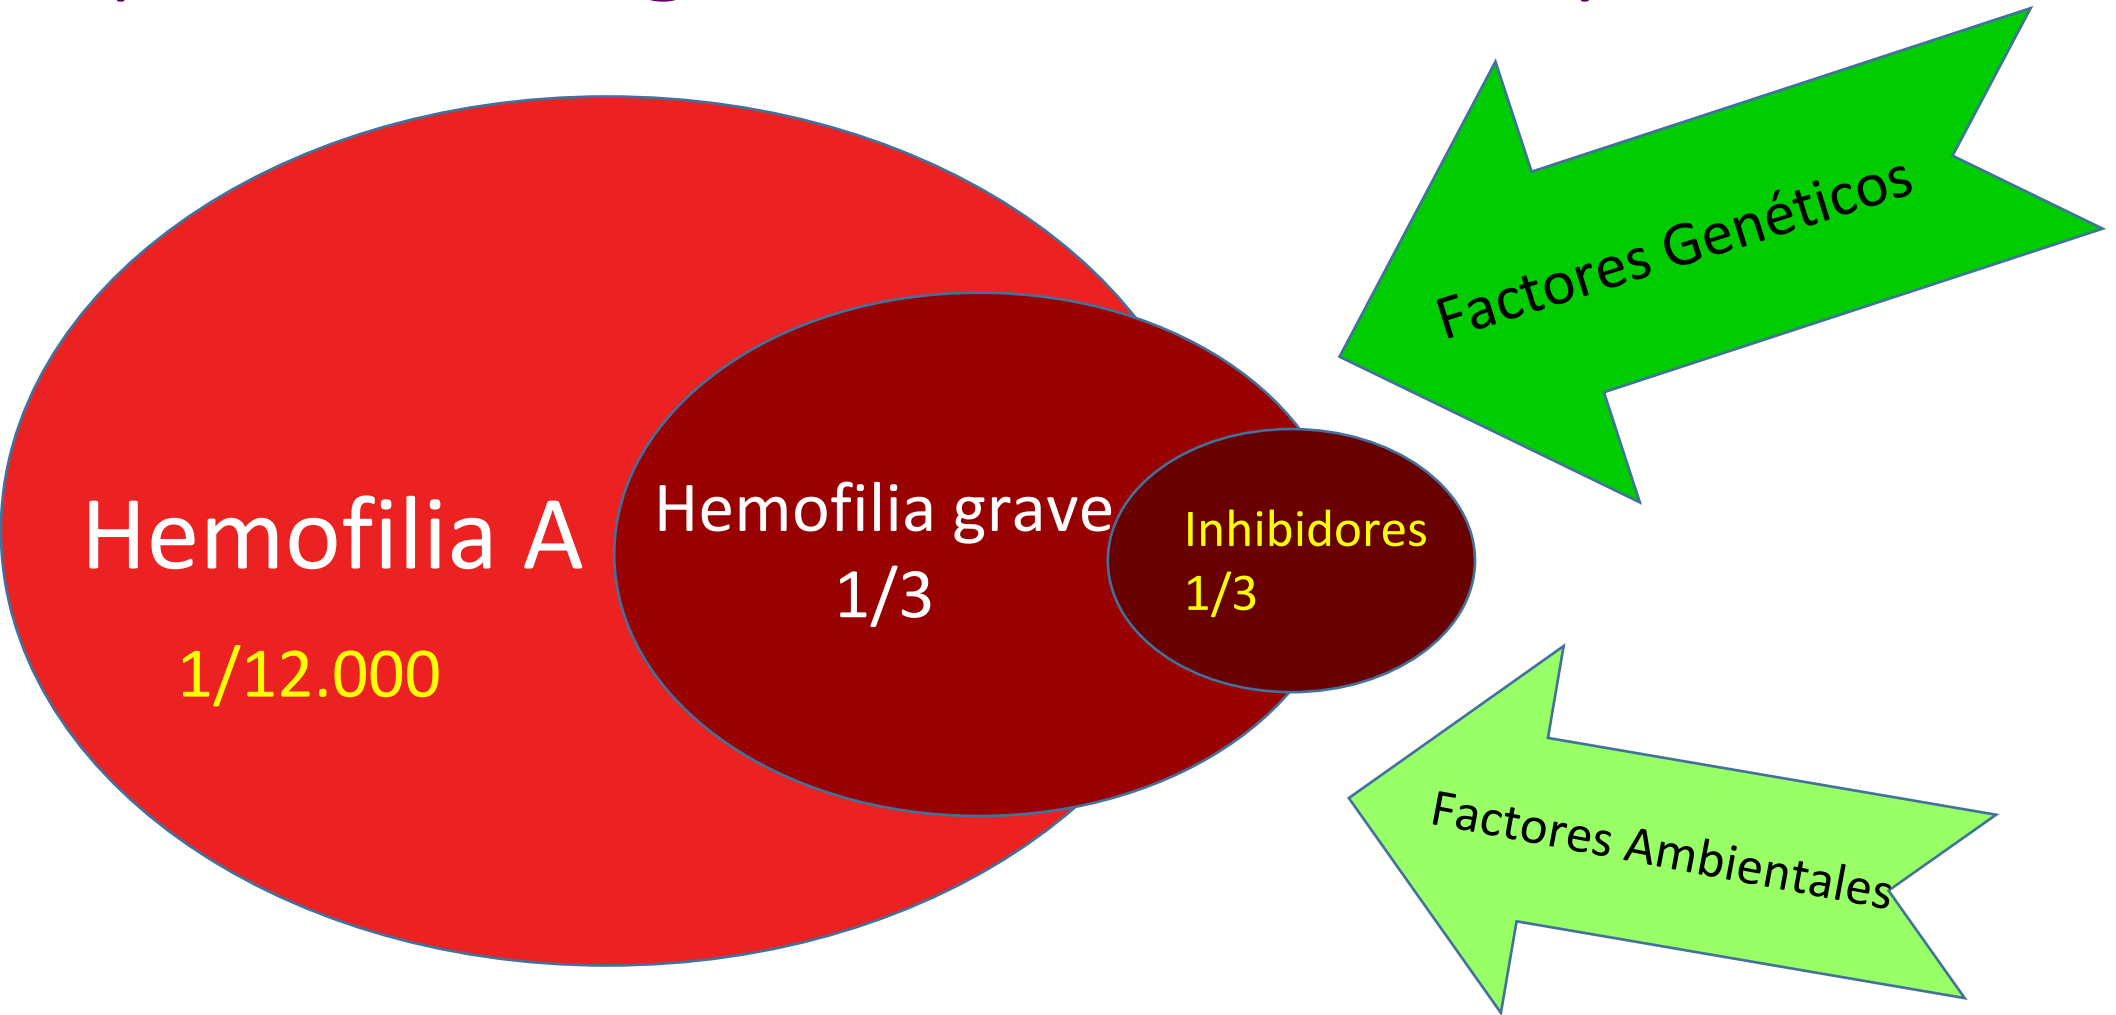 Hemofilia A
1/12.000
Hemofilia grave
1/3
Inhibidores
1/3
Factores Genéticos
Factores Ambientales